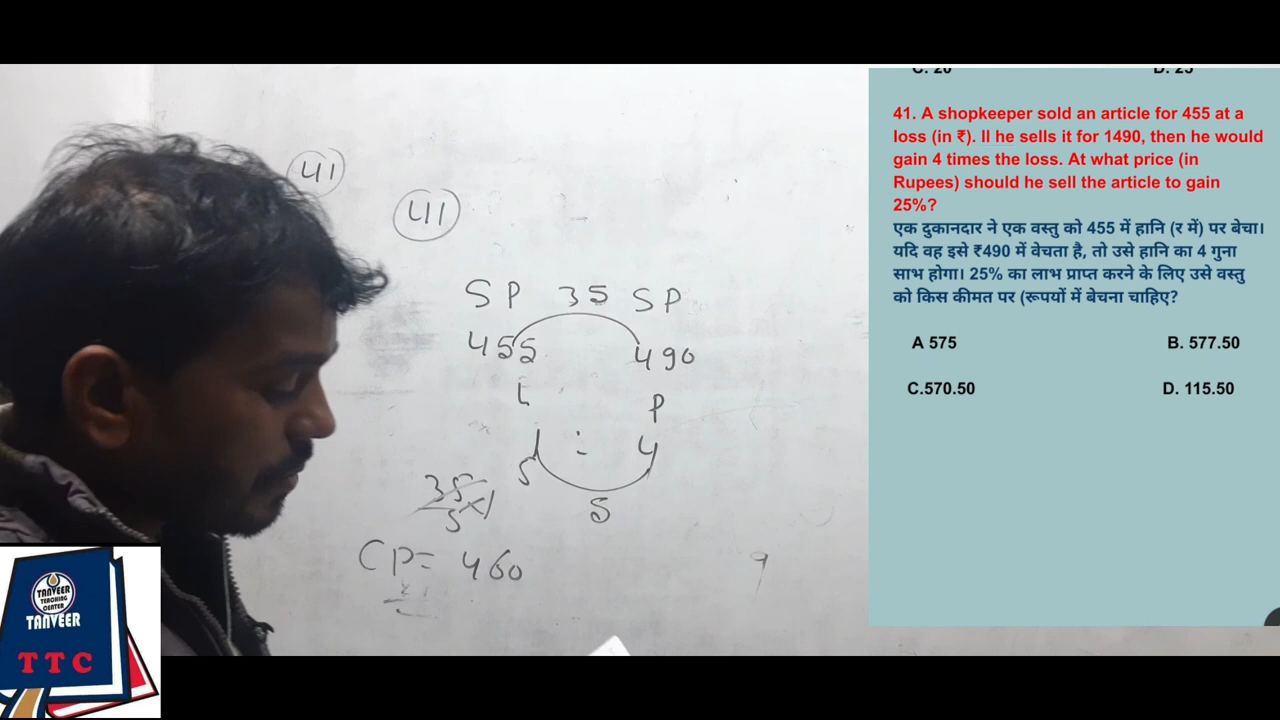 C. 20 D. 25
41. A shopkeeper sold an article for 455 at a
loss (in ₹). Il he sells it for 1490, then he would
gain 4 times the loss. At what price (in
Rupees) should he sell the article to gain
25%?
एक दुकानदार ने एक वस्तु को 455 में हानि (र में) पर बेचा।
यदि वह इसे ₹490 में वेचता है, तो उसे हानि का 4 गुना
साभ होगा। 25% का लाभ प्राप्त करने के लिए उसे वस्तु
को किस कीमत पर (रूपयों में बेचना चाहिए?
A 575 B. 577.50
C.570.50 D. 115.50
41
41
SP 35 SP
455 490
L P
1 : 4
5
5
35
5 ×1
CP= 460
9
TANVEER
TEACHING
CENTER
TANVEER
TTC